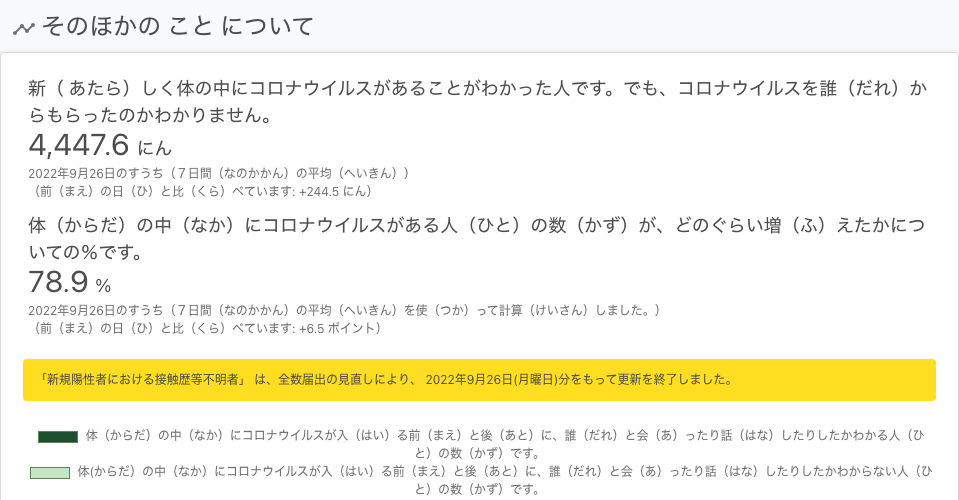 そのほかの こと について
新（ あたら）しく体の中にコロナウイルスがあることがわかった人です。でも、コロナウイルスを誰（だれ）か
らもらったのかわかりません。
4,447.6 にん
2022年9月26日のすうち（７日間（なのかかん）の平均（へいきん））
（前（まえ）の日（ひ）と比（くら）べています: +244.5 にん）
体（からだ）の中（なか）にコロナウイルスがある人（ひと）の数（かず）が、どのぐらい増（ふ）えたかにつ
いての％です。
78.9 %
2022年9月26日のすうち（７日間（なのかかん）の平均（へいきん）を使（つか）って計算（けいさん）しました。）
（前（まえ）の日（ひ）と比（くら）べています: +6.5 ポイント）
「新規陽性者における接触歴等不明者」 は、全数届出の見直しにより、 2022年9月26日(月曜日)分をもって更新を終了しました。
体（からだ）の中（なか）にコロナウイルスが入（はい）る前（まえ）と後（あと）に、誰（だれ）と会（あ）ったり話（はな）したりしたかわかる人（ひ
と）の数（かず）です。
体(からだ）の中（なか）にコロナウイルスが入（はい）る前（まえ）と後（あと）に、誰（だれ）と会（あ）ったり話（はな）したりしたかわからない人（ひ
と）の数（かず）です。